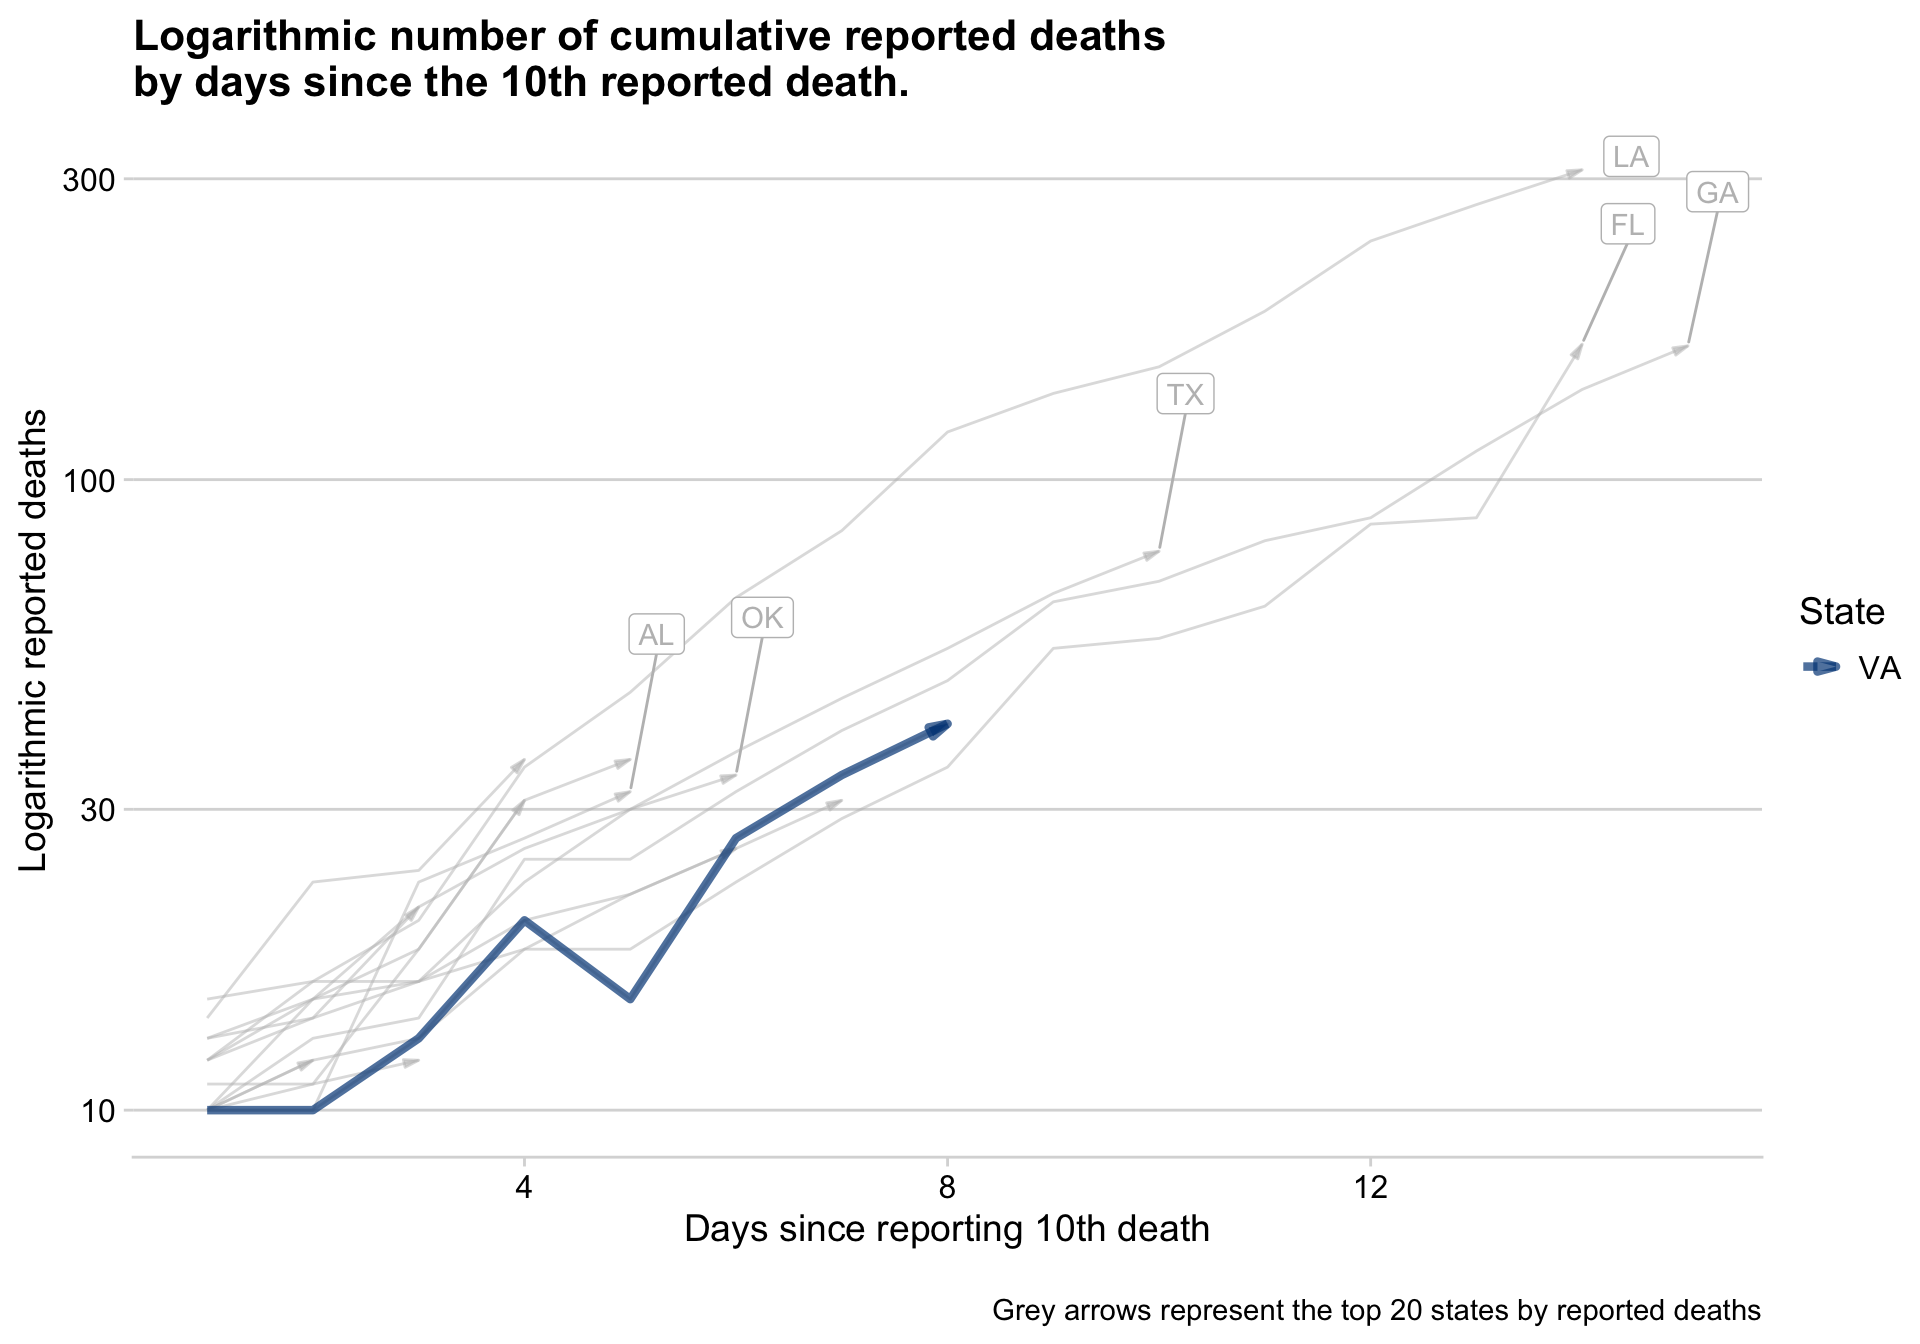 Logarithmic number of cumulative reported deaths
by days since the 10th reported death.
LA
300
GA
FL
TX
100
OK
AL
30
10
Logarithmic reported deaths
State
VA
4
8
12
Days since reporting 10th death
Grey arrows represent the top 20 states by reported deaths